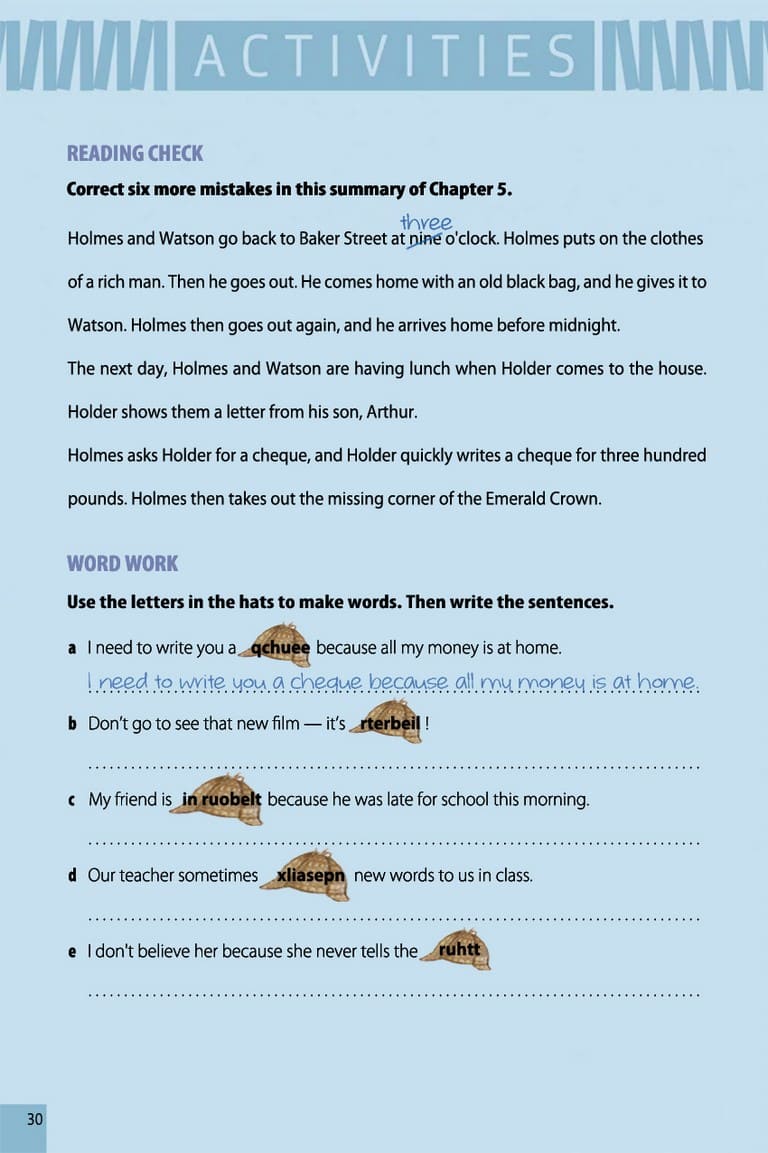 ACTIVITIES
READING CHECK
Correct six more mistakes in this summary of Chapter 5.
three
Holmes and Watson go back to Baker Street at nine o'clock. Holmes puts on the clothes
of a rich man. Then he goes out. He comes home with an old black bag, and he gives it to
Watson. Holmes then goes out again, and he arrives home before midnight.
The next day, Holmes and Watson are having lunch when Holder comes to the house.
Holder shows them a letter from his son, Arthur.
Holmes asks Holder for a cheque, and Holder quickly writes a cheque for three hundred
pounds. Holmes then takes out the missing corner of the Emerald Crown.
WORD WORK
Use the letters in the hats to make words. Then write the sentences.
a I need to write you a qchuee because all my money is at home.
I need to write you a cheque because all my money is at home.
b Don't go to see that new film — it's rterbeil !
c My friend is in ruobelt because he was late for school this morning.
d Our teacher sometimes xliasepn new words to us in class.
e I don't believe her because she never tells the ruhtt
30